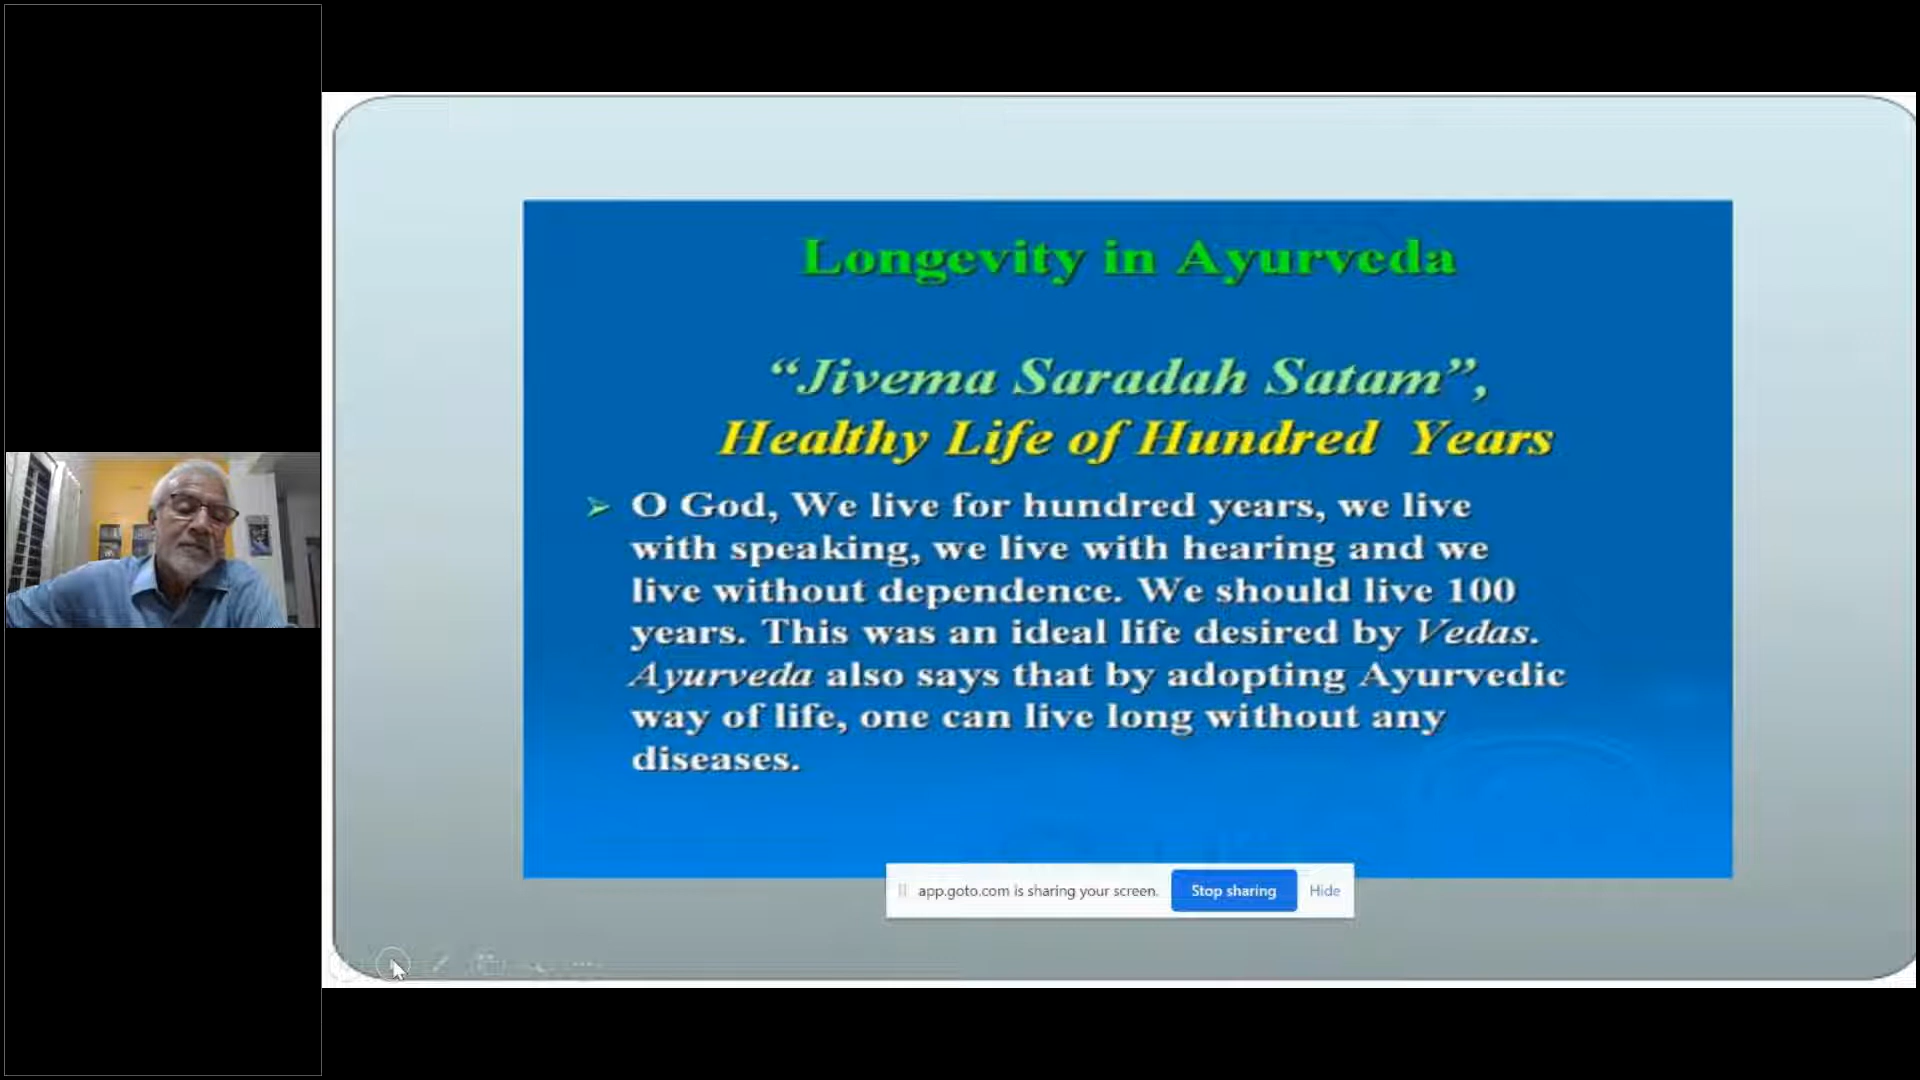 Longevity in Ayurveda
“Jivema Saradah Satam”,
Healthy Life of Hundred Years
➢ O God, We live for hundred years, we live
with speaking, we live with hearing and we
live without dependence. We should live 100
years. This was an ideal life desired by Vedas.
Ayurveda also says that by adopting Ayurvedic
way of life, one can live long without any
diseases.
app.goto.com is sharing your screen. Stop sharing Hide